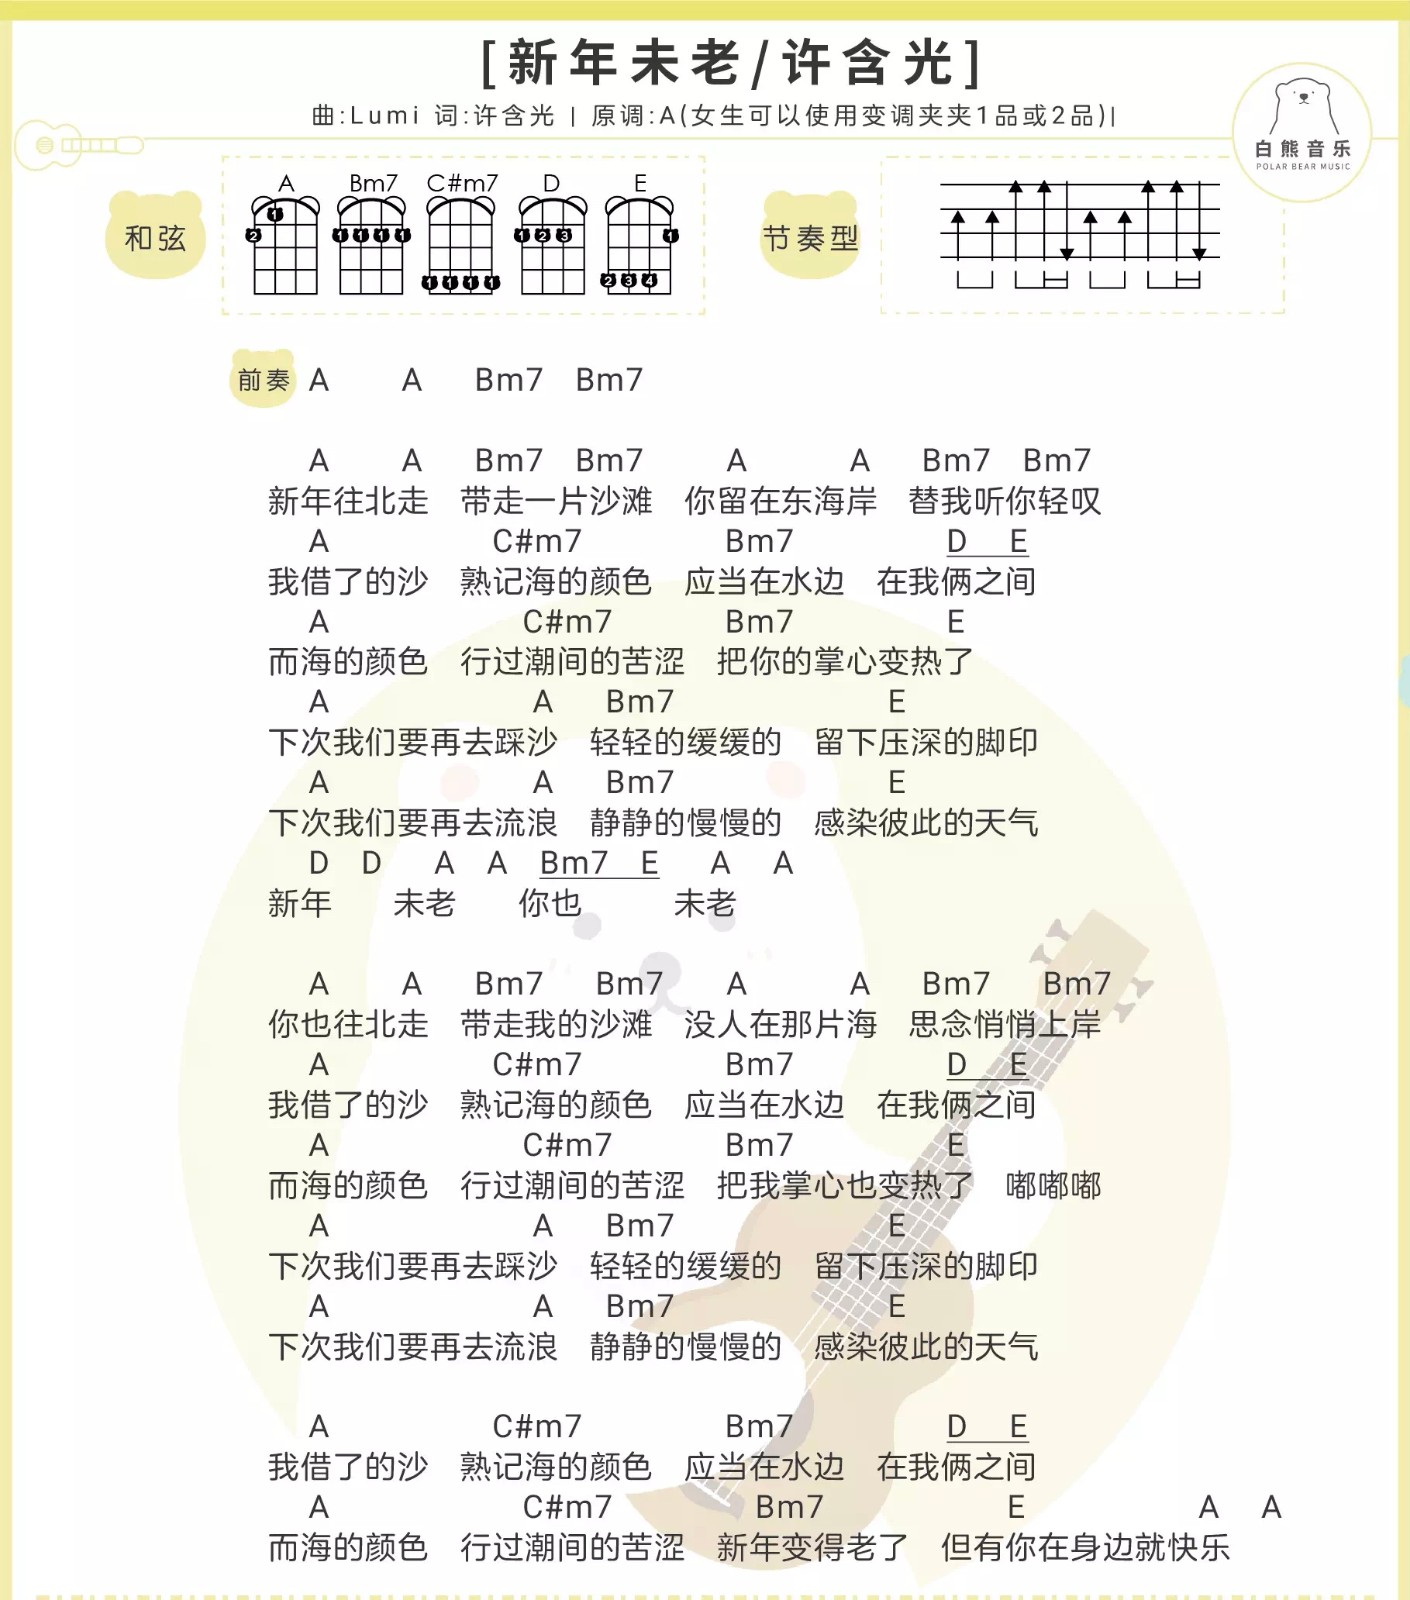 [新年未老/许含光]
曲:Lumi 词:许含光 | 原调:A(女生可以使用变调夹夹1品或2品)|
白熊音乐
POLAR BEAR MUSIC
和弦
A Bm7 C#m7 D E
1 2 1 1 1 1 1 1 1 1 1 2 3 1 2 3 4
节奏型
前奏 A A Bm7 Bm7
A A Bm7 Bm7 A A Bm7 Bm7
新年往北走 带走一片沙滩 你留在东海岸 替我听你轻叹
A C#m7 Bm7 D E
我借了的沙 熟记海的颜色 应当在水边 在我俩之间
A C#m7 Bm7 E
而海的颜色 行过潮间的苦涩 把你的掌心变热了
A A Bm7 E
下次我们要再去踩沙 轻轻的缓缓的 留下压深的脚印
A A Bm7 E
下次我们要再去流浪 静静的慢慢的 感染彼此的天气
D D A A Bm7 E A A
新年 未老 你也 未老
A A Bm7 Bm7 A A Bm7 Bm7
你也往北走 带走我的沙滩 没人在那片海 思念悄悄上岸
A C#m7 Bm7 D E
我借了的沙 熟记海的颜色 应当在水边 在我俩之间
A C#m7 Bm7 E
而海的颜色 行过潮间的苦涩 把我掌心也变热了 嘟嘟嘟
A A Bm7 E
下次我们要再去踩沙 轻轻的缓缓的 留下压深的脚印
A A Bm7 E
下次我们要再去流浪 静静的慢慢的 感染彼此的天气
A C#m7 Bm7 D E
我借了的沙 熟记海的颜色 应当在水边 在我俩之间
A C#m7 Bm7 E A A
而海的颜色 行过潮间的苦涩 新年变得老了 但有你在身边就快乐